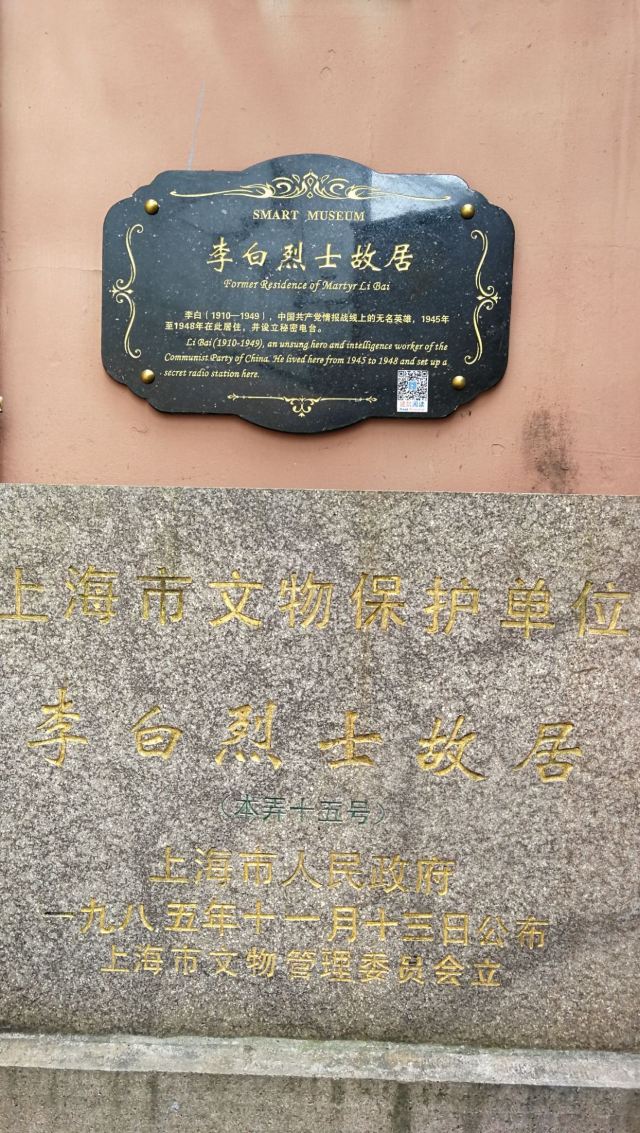 SMART MUSEUM
李白烈士故居
Former Residence of Martyr Li Bai
李白（1910—1949），中国共产党情报战线上的无名英雄，1945年
至1948年在此居住，并设立秘密电台。
Li Bai(1910-1949), an unsung hero and intelligence worker of the
Communist Party of China. He lived here from 1945 to 1948 and set up a
secret radio station here.
建筑阅读
上海市文物保护单位
李白烈士故居
（本弄十五号）
上海市人民政府
一九八五年十一月十三日公布
上海市文物管理委员会立